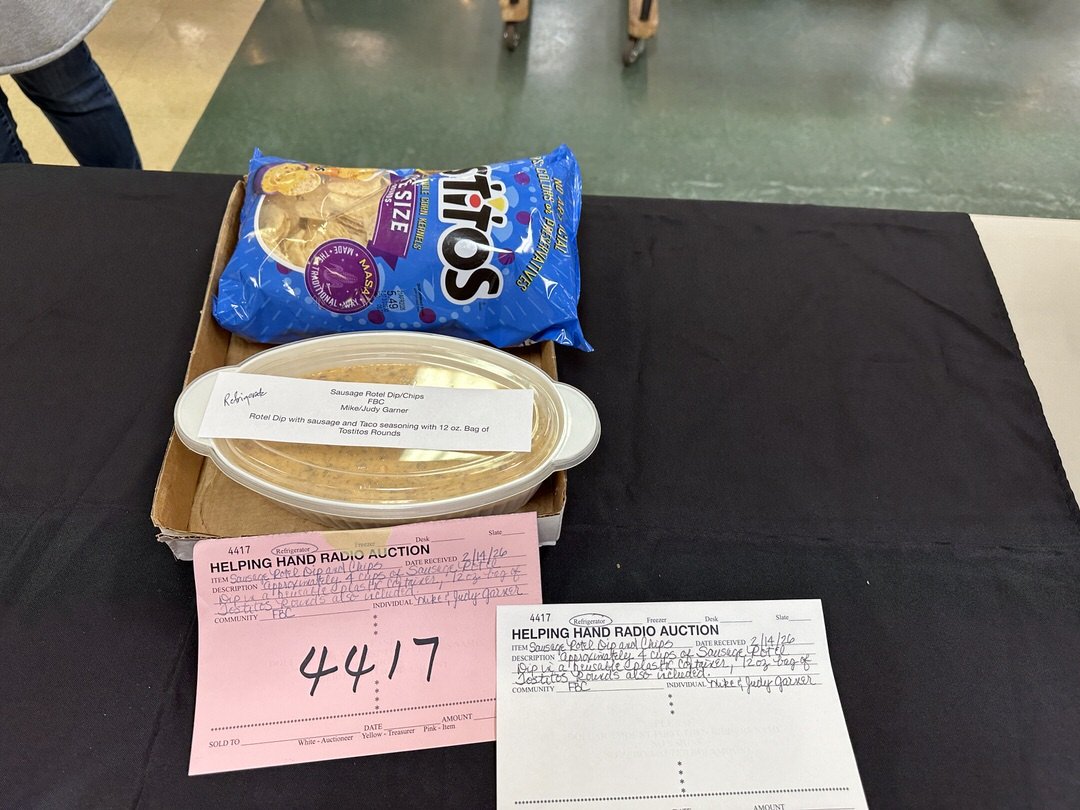 TITOS
SIZE
MADE • THE • TRADITIONAL • WAY
MASA
5.49
Refrigerate
Sausage Rotel Dip/Chips
FBC
Mike/Judy Garner
Rotel Dip with sausage and Taco seasoning with 12 oz. Bag of
Tostitos Rounds
4417 Refrigerator Freezer Desk Slate
HELPING HAND RADIO AUCTION
ITEM Sausage Rotel Dip and Chips DATE RECEIVED 2/14/26
DESCRIPTION Approximately 4 cups of Sausage Rotel
Dip in a reusable plastic container, 12 oz bag of
Tostitos Rounds also included.
COMMUNITY FBC INDIVIDUAL Mike & Judy Garner
4417
DATE AMOUNT
SOLD TO White - Auctioneer Yellow - Treasurer Pink - Item
4417 Refrigerator Freezer Desk Slate
HELPING HAND RADIO AUCTION
ITEM Sausage Rotel Dip and Chips DATE RECEIVED 2/14/26
DESCRIPTION Approximately 4 cups of Sausage Rotel
Dip in a reusable plastic container, 12 oz bag of
Tostitos Rounds also included.
COMMUNITY FBC INDIVIDUAL Mike & Judy Garner
AMOUNT